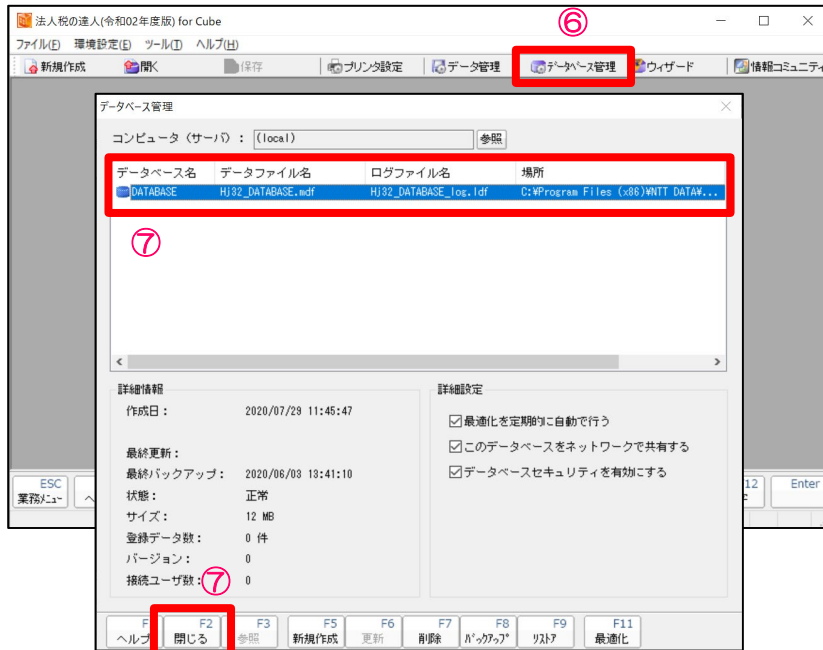 法人税の達人(令和02年度版) for Cube
⑥
ファイル(F) 環境設定(E) ツール(T) ヘルプ(H)
新規作成 開く 保存 プリンタ設定 データ管理 データベース管理 ウィザード 情報コミュニティ
データベース管理
コンピュータ (サーバ) : (local) 参照
データベース名 データファイル名 ログファイル名 場所
DATABASE Hj32_DATABASE.mdf Hj32_DATABASE_log.ldf C:¥Program Files (x86)¥NTT DATA¥...
⑦
詳細情報 詳細設定
作成日: 2020/07/29 11:45:47
最適化を定期的に自動で行う
最終更新:
このデータベースをネットワークで共有する
最終バックアップ: 2020/06/03 13:41:10
データベースセキュリティを有効にする
状態: 正常
サイズ: 12 MB
登録データ数: 0 件
バージョン: 0
接続ユーザ数: 0
⑦
ESC 12 Enter
業務メニュー ヘ
F F2 F3 F5 F6 F7 F8 F9 F11
ヘルプ 閉じる 参照 新規作成 更新 削除 バックアップ リストア 最適化